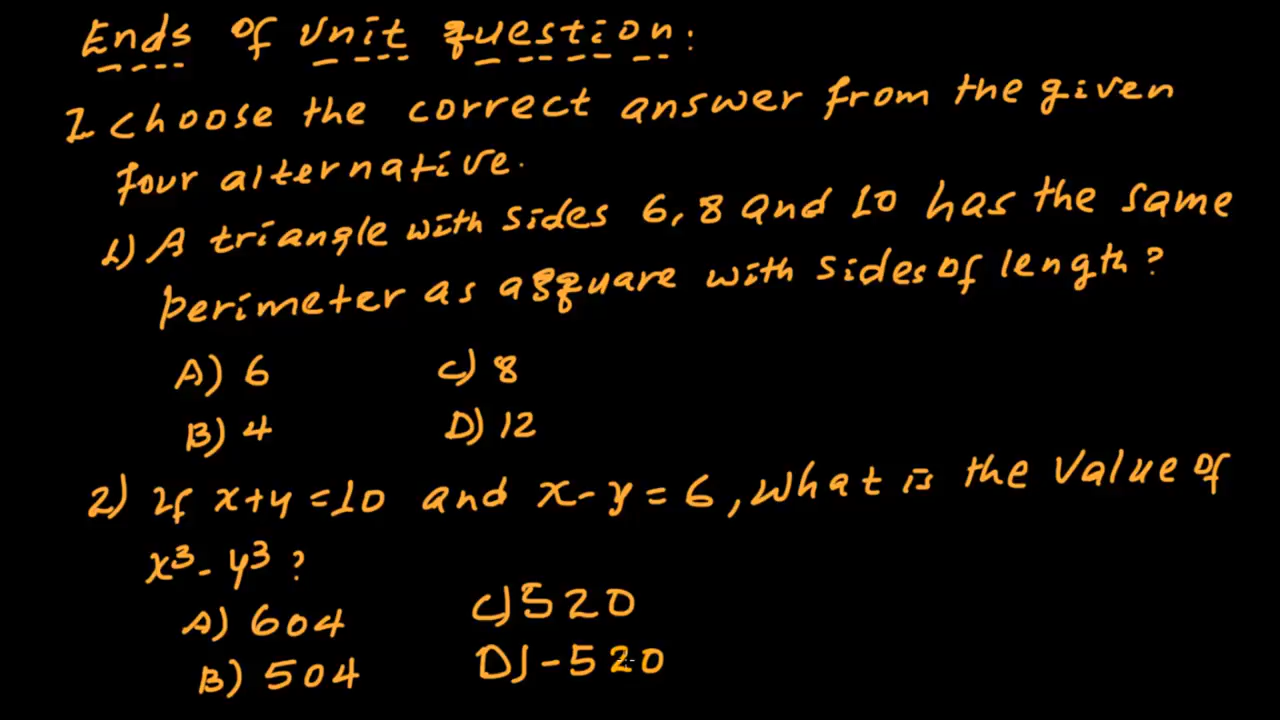 Ends of unit question:
I choose the correct answer from the given
four alternative.
1) A triangle with sides 6, 8 and 10 has the same
perimeter as a square with sides of length?
A) 6 C) 8
B) 4 D) 12
2) If x+y=10 and x-y=6, what is the value of
x³-y³?
A) 604 C) 520
B) 504 D) -520